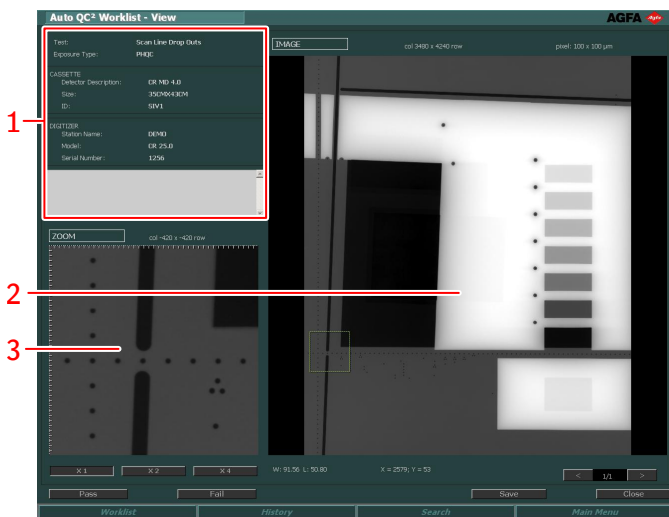 Auto QC² Worklist - View
AGFA
Test: Scan Line Drop Outs
Exposure Type: PHQC
CASSETTE
Detector Description: CR MD 4.0
Size: 35CMX43CM
ID: SIV1
DIGITIZER
Station Name: DEMO
Model: CR 25.0
Serial Number: 1256
IMAGE
col 3480 x 4240 row
pixel: 100 x 100 µm
ZOOM
col -420 x -420 row
1
2
3
X 1
X 2
X 4
W: 91.56 L: 50.80
X = 2579; Y = 53
<
1/1
>
Pass
Fail
Save
Close
Worklist
History
Search
Main Menu